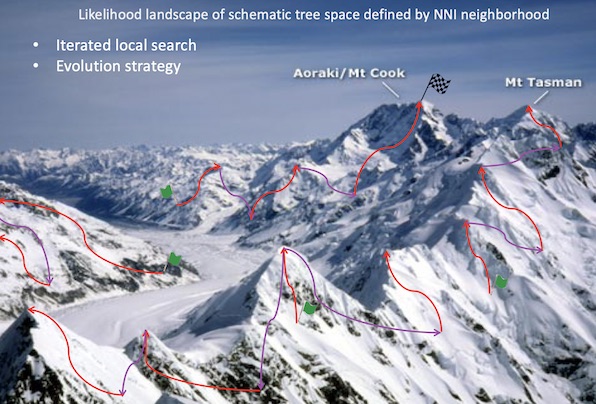 Likelihood landscape of schematic tree space defined by NNI neighborhood
• Iterated local search
• Evolution strategy
Aoraki/Mt Cook
Mt Tasman